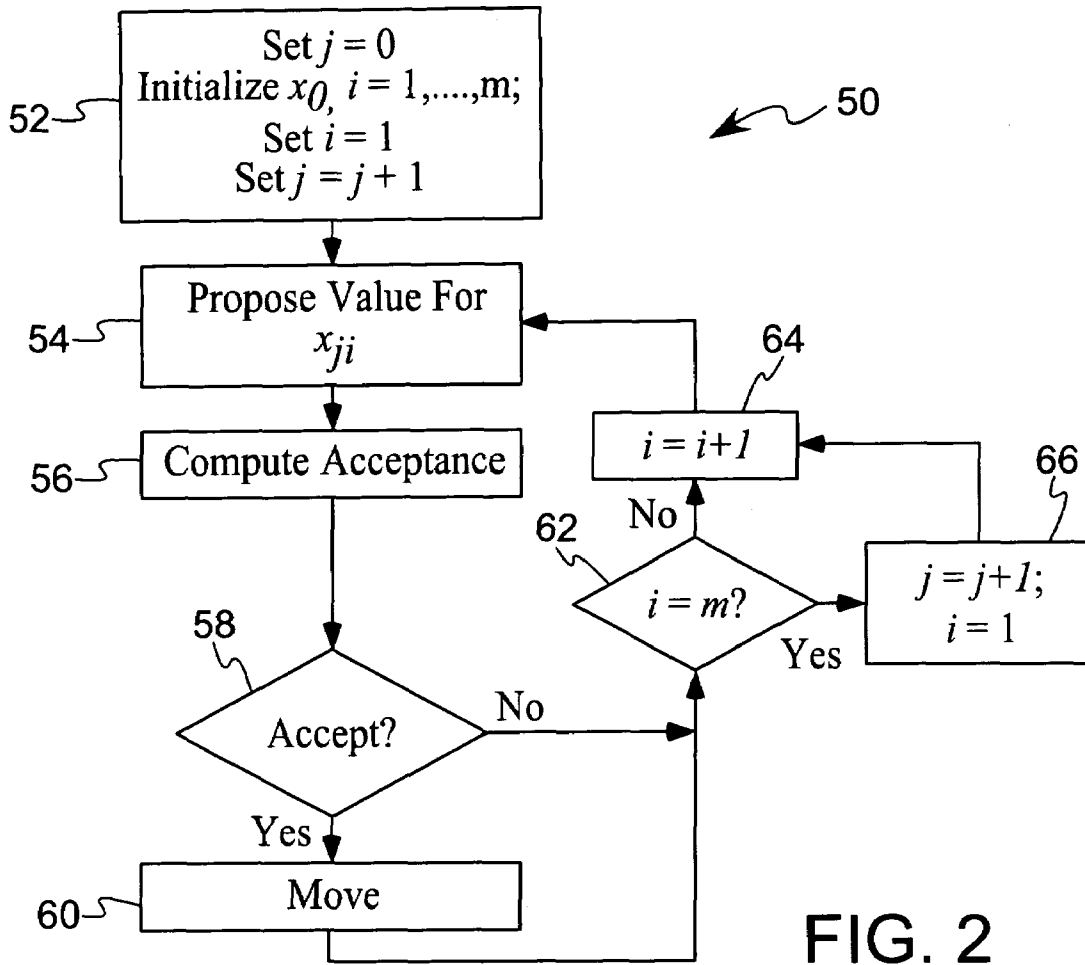 Set j = 0
Initialize x0, i = 1,....,m;
Set i = 1
Set j = j + 1
52
50
Propose Value For
xji
54
64
Compute Acceptance
56
i = i+1
66
No
62
j = j+1;
i = 1
i = m?
Yes
58
Accept?
No
Yes
Move
60
FIG. 2